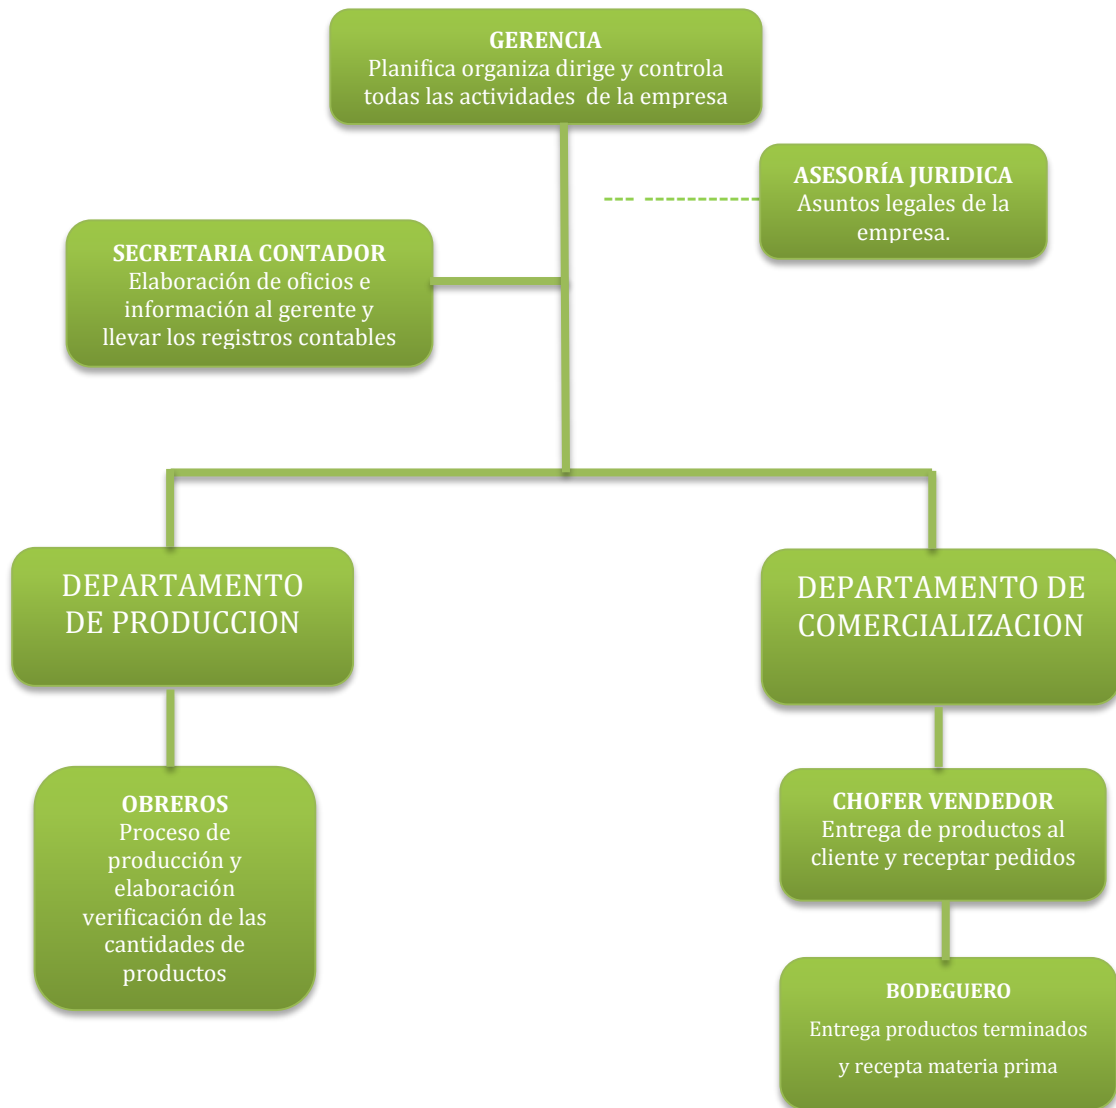 GERENCIA
Planifica organiza dirige y controla
todas las actividades de la empresa
ASESORÍA JURIDICA
Asuntos legales de la
empresa.
SECRETARIA CONTADOR
Elaboración de oficios e
información al gerente y
llevar los registros contables
DEPARTAMENTO
DE PRODUCCION
DEPARTAMENTO DE
COMERCIALIZACION
OBREROS
Proceso de
producción y
elaboración
verificación de las
cantidades de
productos
CHOFER VENDEDOR
Entrega de productos al
cliente y receptar pedidos
BODEGUERO
Entrega productos terminados
y recepta materia prima